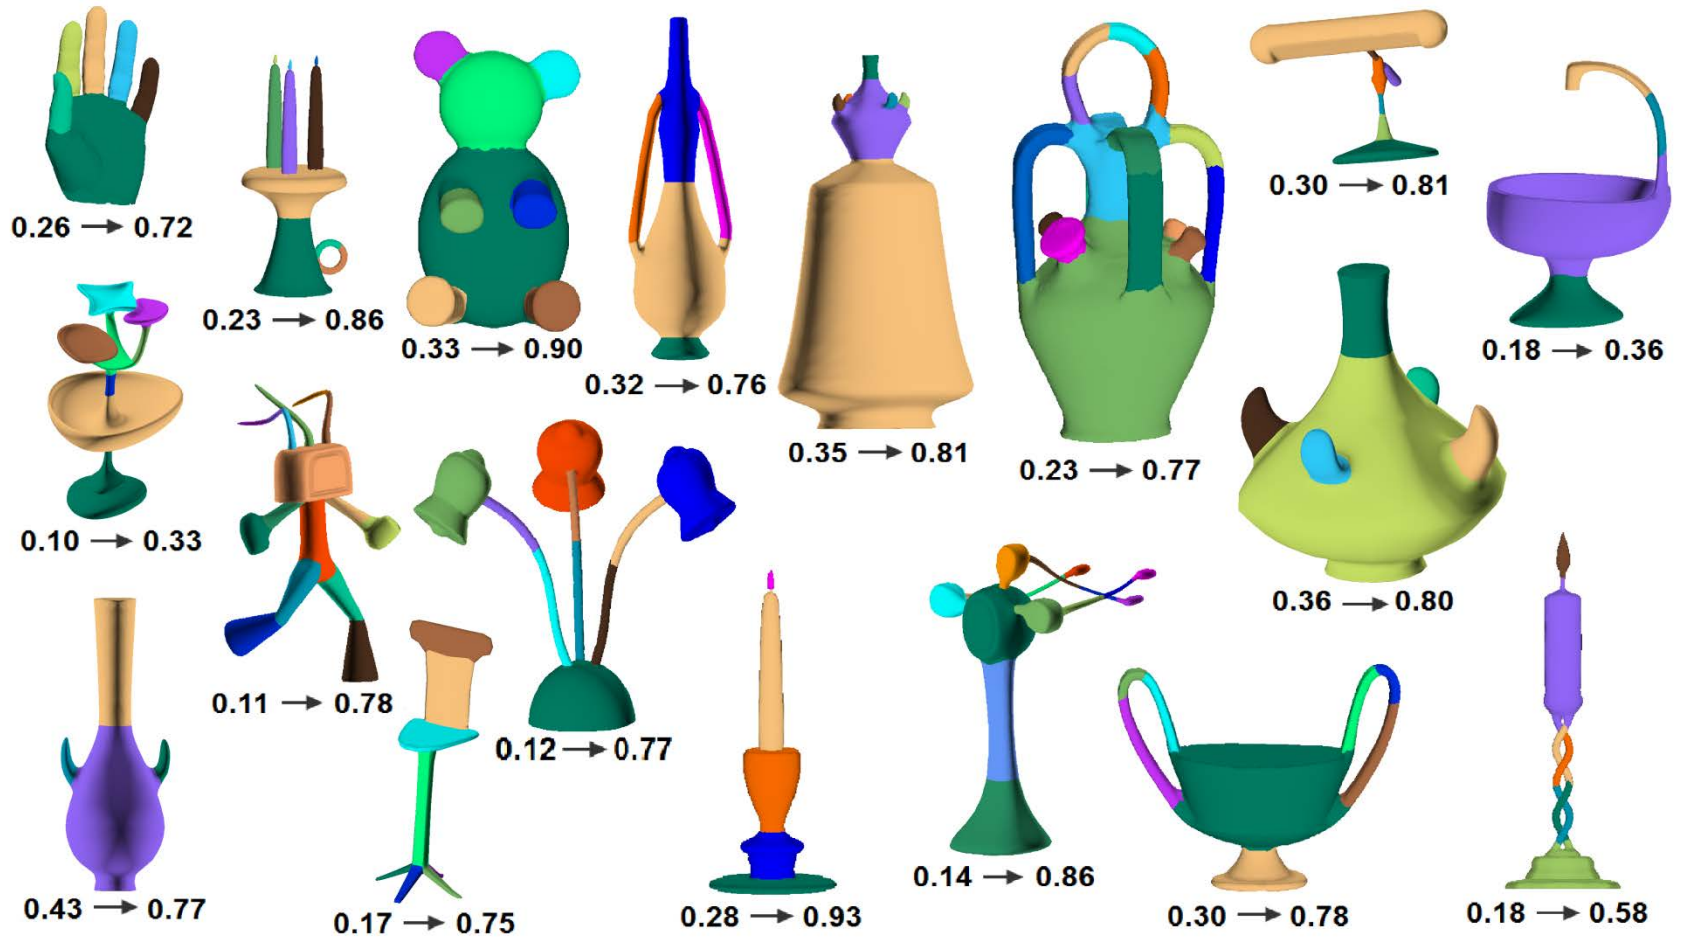 0.26 → 0.72
0.23 → 0.86
0.33 → 0.90
0.32 → 0.76
0.35 → 0.81
0.23 → 0.77
0.30 → 0.81
0.18 → 0.36
0.10 → 0.33
0.11 → 0.78
0.12 → 0.77
0.36 → 0.80
0.43 → 0.77
0.17 → 0.75
0.28 → 0.93
0.14 → 0.86
0.30 → 0.78
0.18 → 0.58